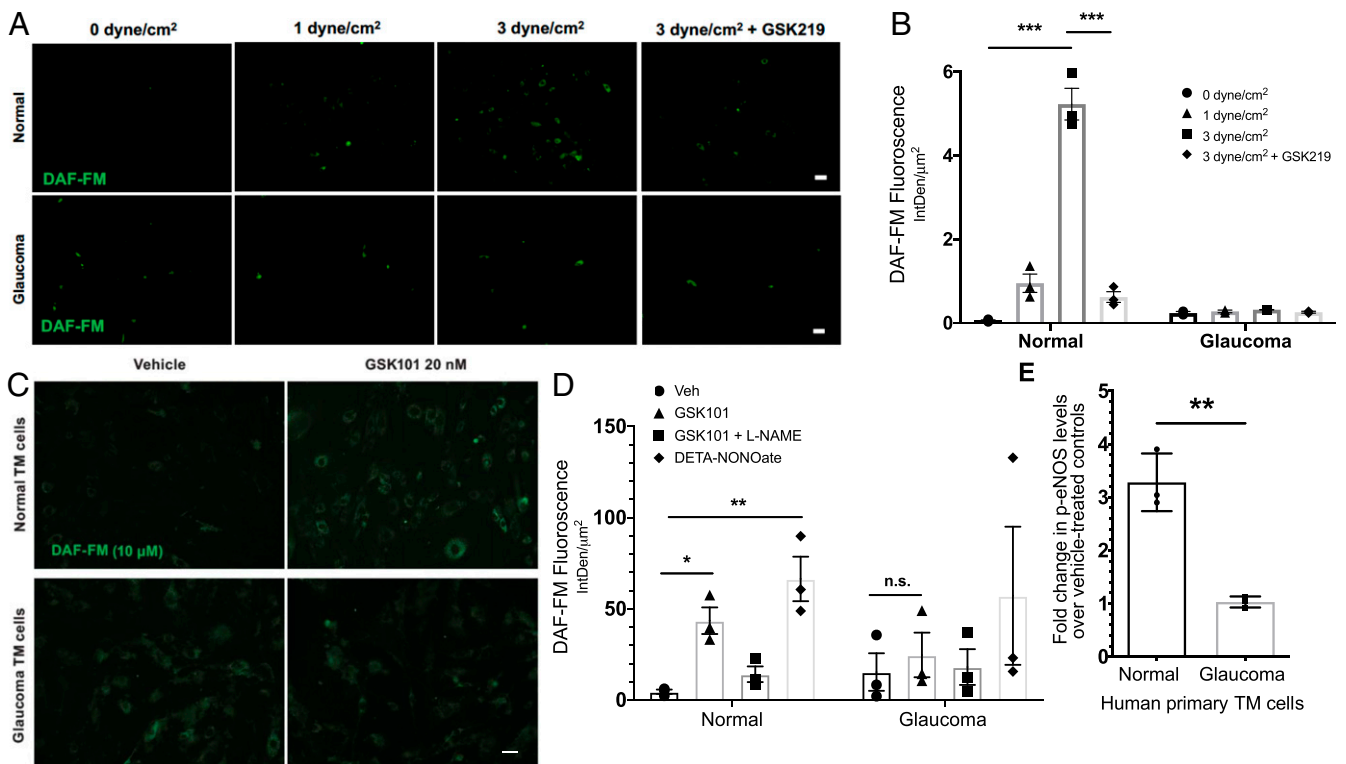 A
0 dyne/cm²
1 dyne/cm²
3 dyne/cm²
3 dyne/cm² + GSK219
Normal
DAF-FM
Glaucoma
DAF-FM
B
***
***
DAF-FM Fluoroscence
IntDen/μm²
6
4
2
0
0 dyne/cm²
1 dyne/cm²
3 dyne/cm²
3 dyne/cm² + GSK219
Normal
Glaucoma
C
Vehicle
GSK101 20 nM
Normal TM cells
DAF-FM (10 μM)
Glaucoma TM cells
D
Veh
GSK101
GSK101 + L-NAME
DETA-NONOate
DAF-FM Fluoroscence
IntDen/μm²
150
100
50
0
*
**
n.s.
Normal
Glaucoma
E
Fold change in p-eNOS levels
over vehicle-treated controls
5
4
3
2
1
0
**
Normal
Glaucoma
Human primary TM cells